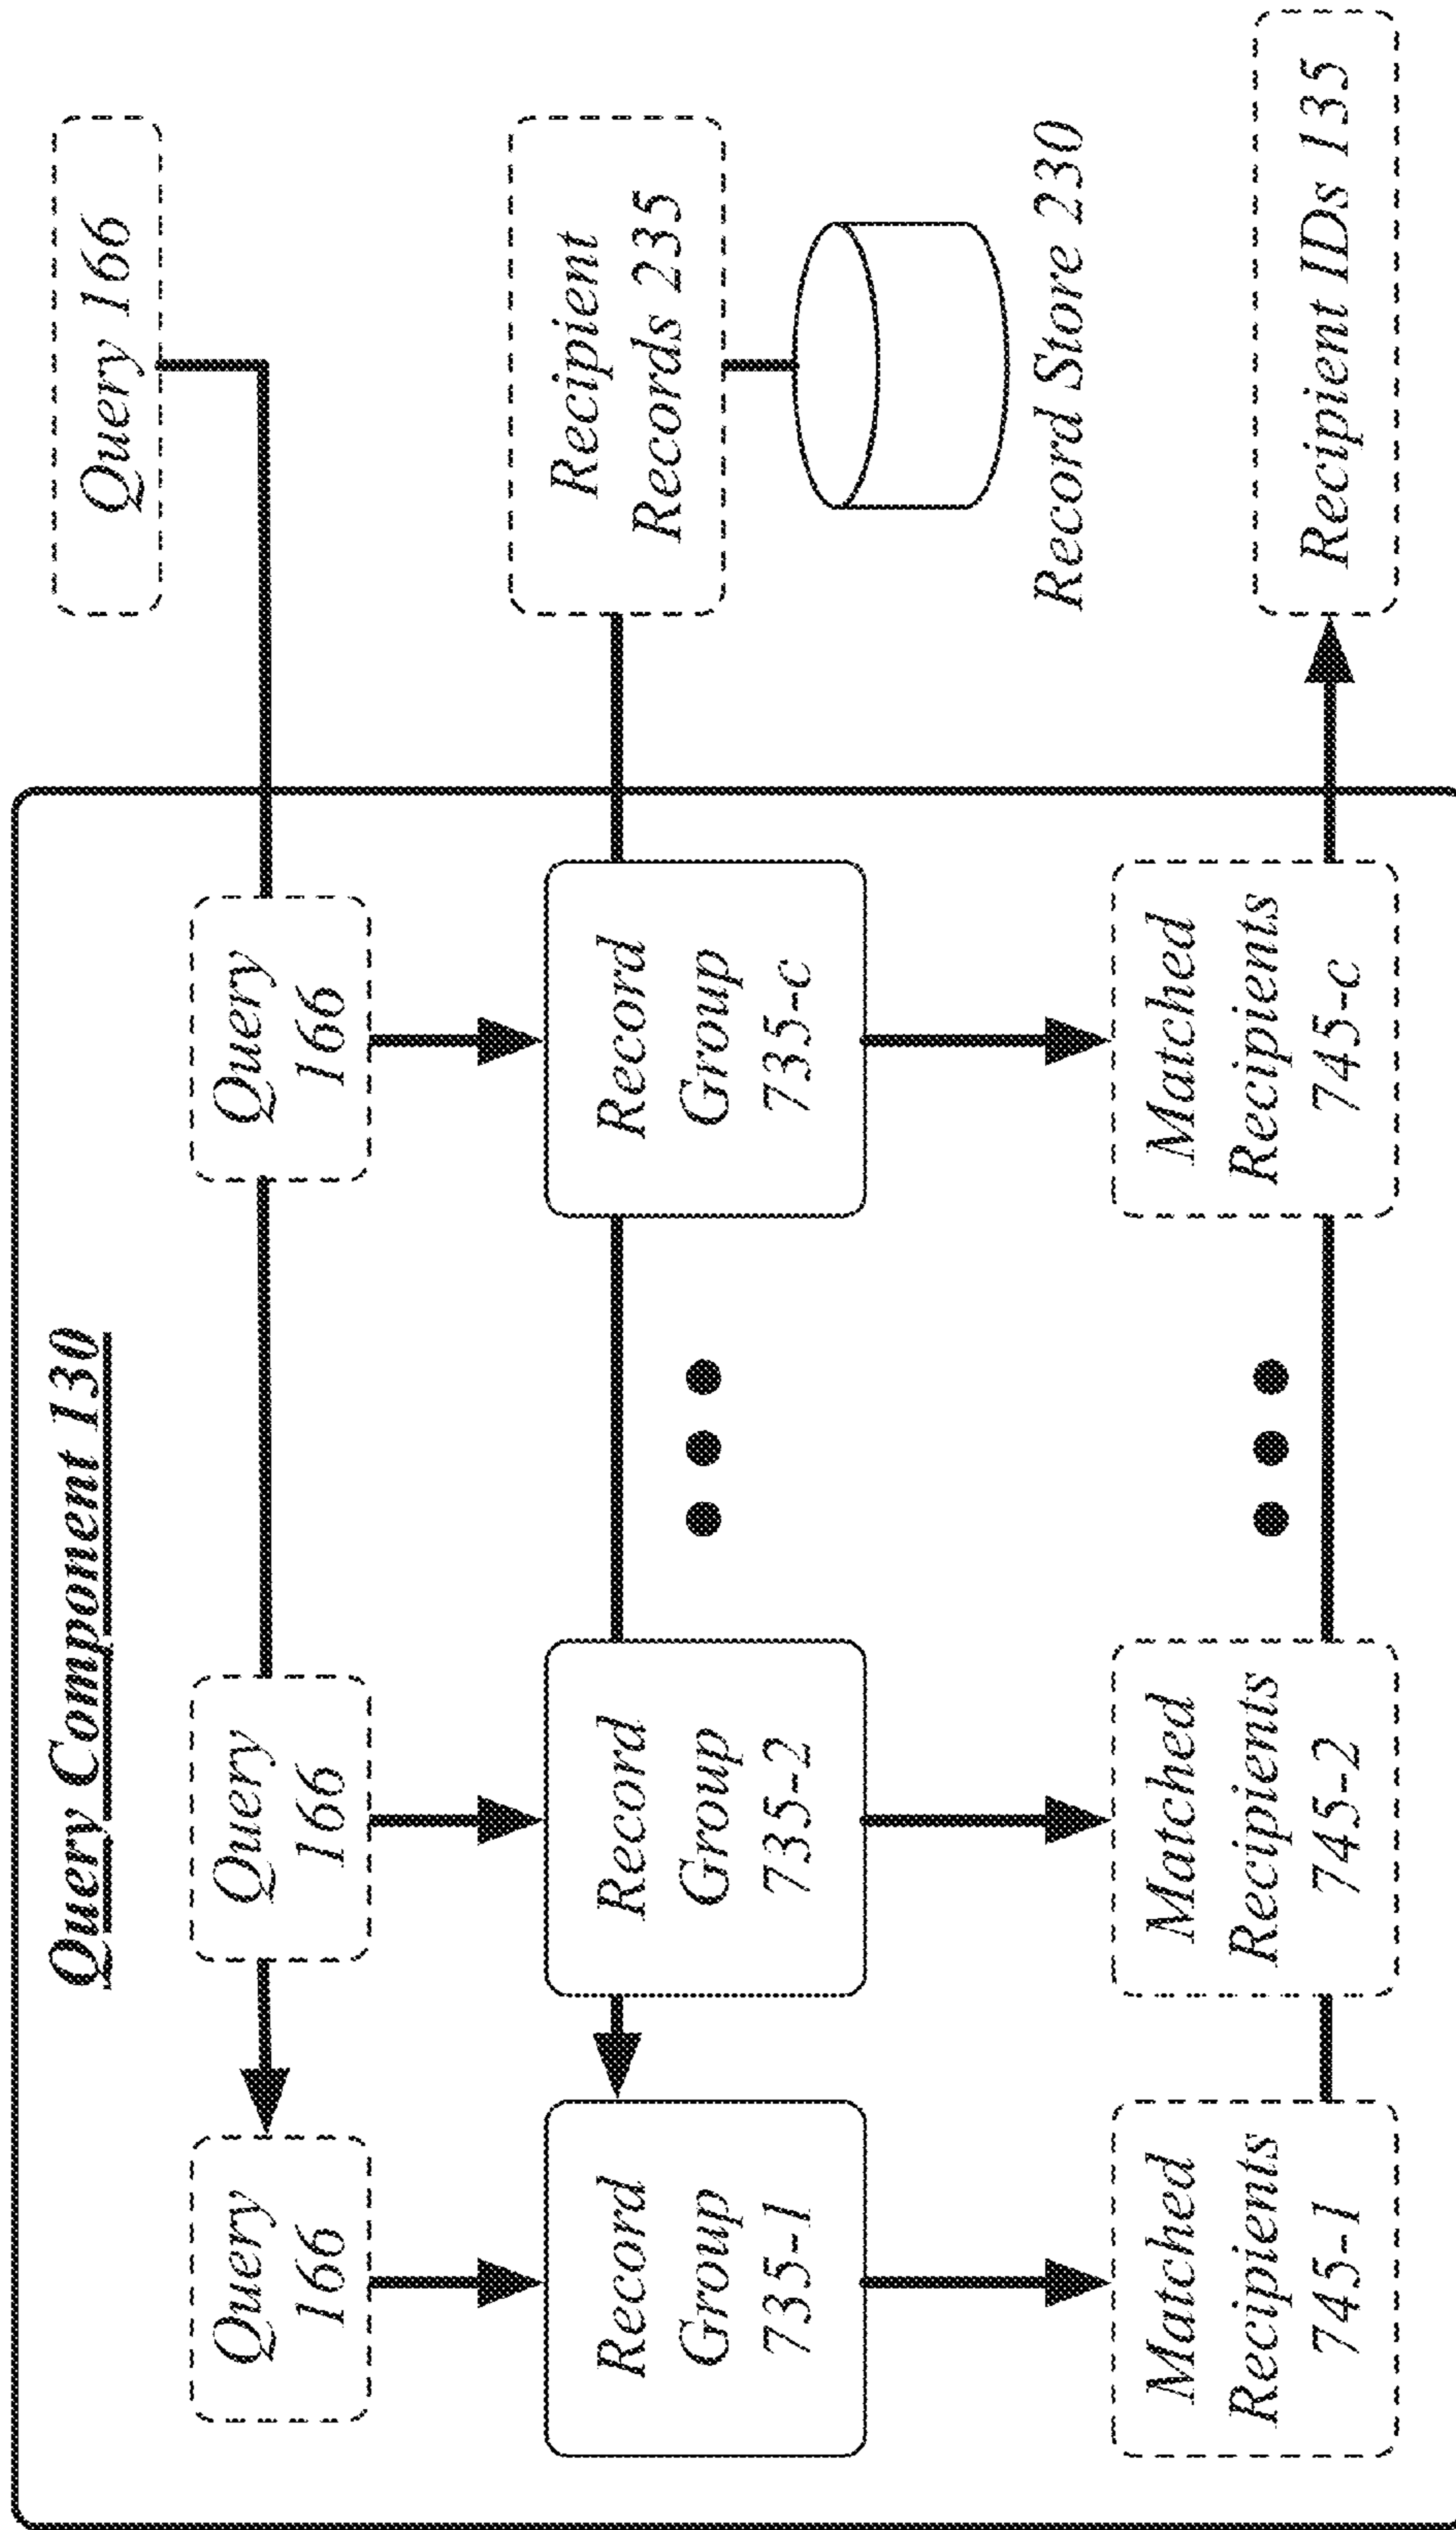 Query Component 130
Query
166
Query
166
Query
166
Query 166
Record
Group
735-1
Record
Group
735-2
Record
Group
735-c
Recipient
Records 235
Record Store 230
Matched
Recipients
745-1
Matched
Recipients
745-2
Matched
Recipients
745-c
Recipient IDs 135